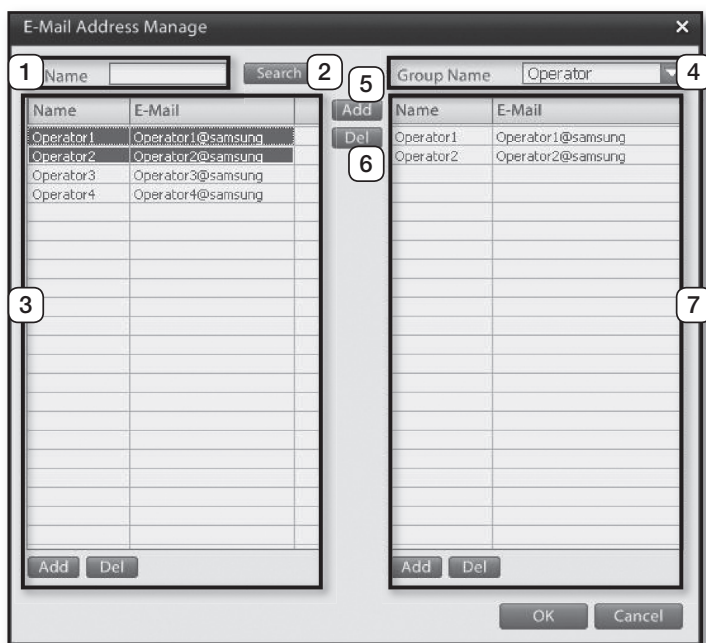 E-Mail Address Manage ×
1 Name Search 2 Group Name Operator 4
5
Name E-Mail Add Name E-Mail
Operator1 Operator1@samsung Del Operator1 Operator1@samsung
Operator2 Operator2@samsung 6 Operator2 Operator2@samsung
Operator3 Operator3@samsung
Operator4 Operator4@samsung
3 7
Add Del Add Del
OK Cancel